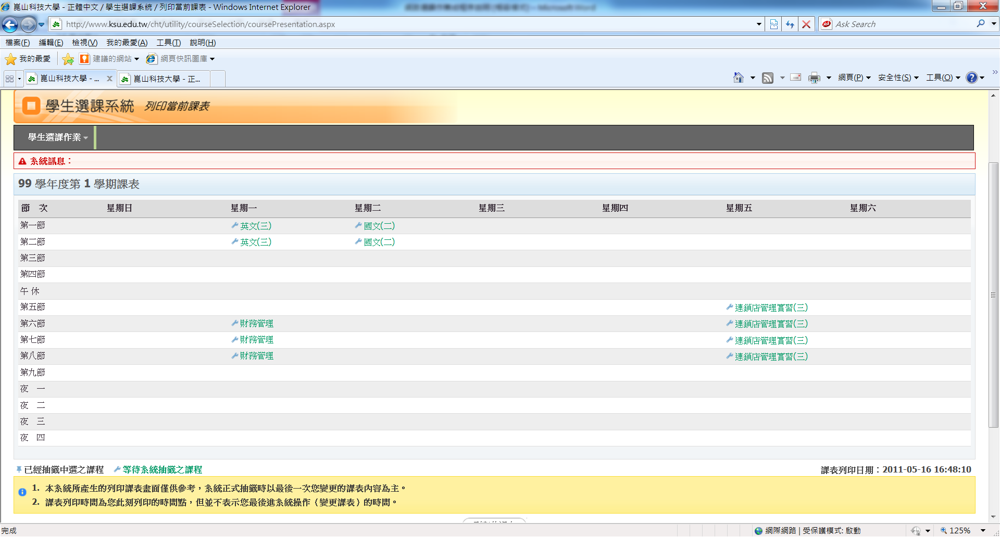 崑山科技大學 - 正體中文 / 學生選課系統 / 列印當前課表 - Windows Internet Explorer
http://www.ksu.edu.tw/cht/utility/courseSelection/coursePresentation.aspx
Ask Search
檔案(F) 編輯(E) 檢視(V) 我的最愛(A) 工具(T) 說明(H)
我的最愛 建議的網站 網頁快訊圖庫
崑山科技大學 - ... 崑山科技大學 - 正... 網頁(P) 安全性(S) 工具(O)
學生選課系統 列印當前課表
學生選課作業
系統訊息：
99 學年度第 1 學期課表
節 次 星期日 星期一 星期二 星期三 星期四 星期五 星期六
第一節 英文(三) 國文(二)
第二節 英文(三) 國文(二)
第三節
第四節
午 休
第五節 連鎖店管理實習(三)
第六節 財務管理 連鎖店管理實習(三)
第七節 財務管理 連鎖店管理實習(三)
第八節 財務管理 連鎖店管理實習(三)
第九節
夜 一
夜 二
夜 三
夜 四
已經抽籤中選之課程 等待系統抽籤之課程 課表列印日期：2011-05-16 16:48:10
1. 本系統所產生的列印課表畫面僅供參考，系統正式抽籤時以最後一次您變更的課表內容為主。
2. 課表列印時間為您此刻列印的時間點，但並不表示您最後進系統操作（變更課表）的時間。
完成 網際網路 | 受保護模式: 啟動 125%